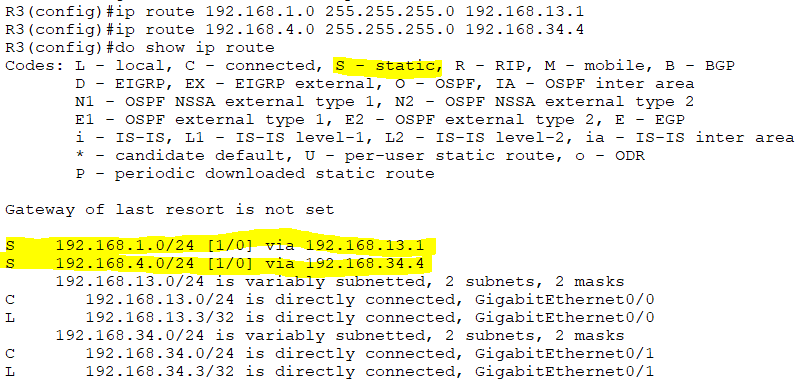 R3(config)#ip route 192.168.1.0 255.255.255.0 192.168.13.1
R3(config)#ip route 192.168.4.0 255.255.255.0 192.168.34.4
R3(config)#do show ip route
Codes: L - local, C - connected, S - static, R - RIP, M - mobile, B - BGP
D - EIGRP, EX - EIGRP external, O - OSPF, IA - OSPF inter area
N1 - OSPF NSSA external type 1, N2 - OSPF NSSA external type 2
E1 - OSPF external type 1, E2 - OSPF external type 2, E - EGP
i - IS-IS, L1 - IS-IS level-1, L2 - IS-IS level-2, ia - IS-IS inter area
* - candidate default, U - per-user static route, o - ODR
P - periodic downloaded static route
Gateway of last resort is not set
S 192.168.1.0/24 [1/0] via 192.168.13.1
S 192.168.4.0/24 [1/0] via 192.168.34.4
192.168.13.0/24 is variably subnetted, 2 subnets, 2 masks
C 192.168.13.0/24 is directly connected, GigabitEthernet0/0
L 192.168.13.3/32 is directly connected, GigabitEthernet0/0
192.168.34.0/24 is variably subnetted, 2 subnets, 2 masks
C 192.168.34.0/24 is directly connected, GigabitEthernet0/1
L 192.168.34.3/32 is directly connected, GigabitEthernet0/1